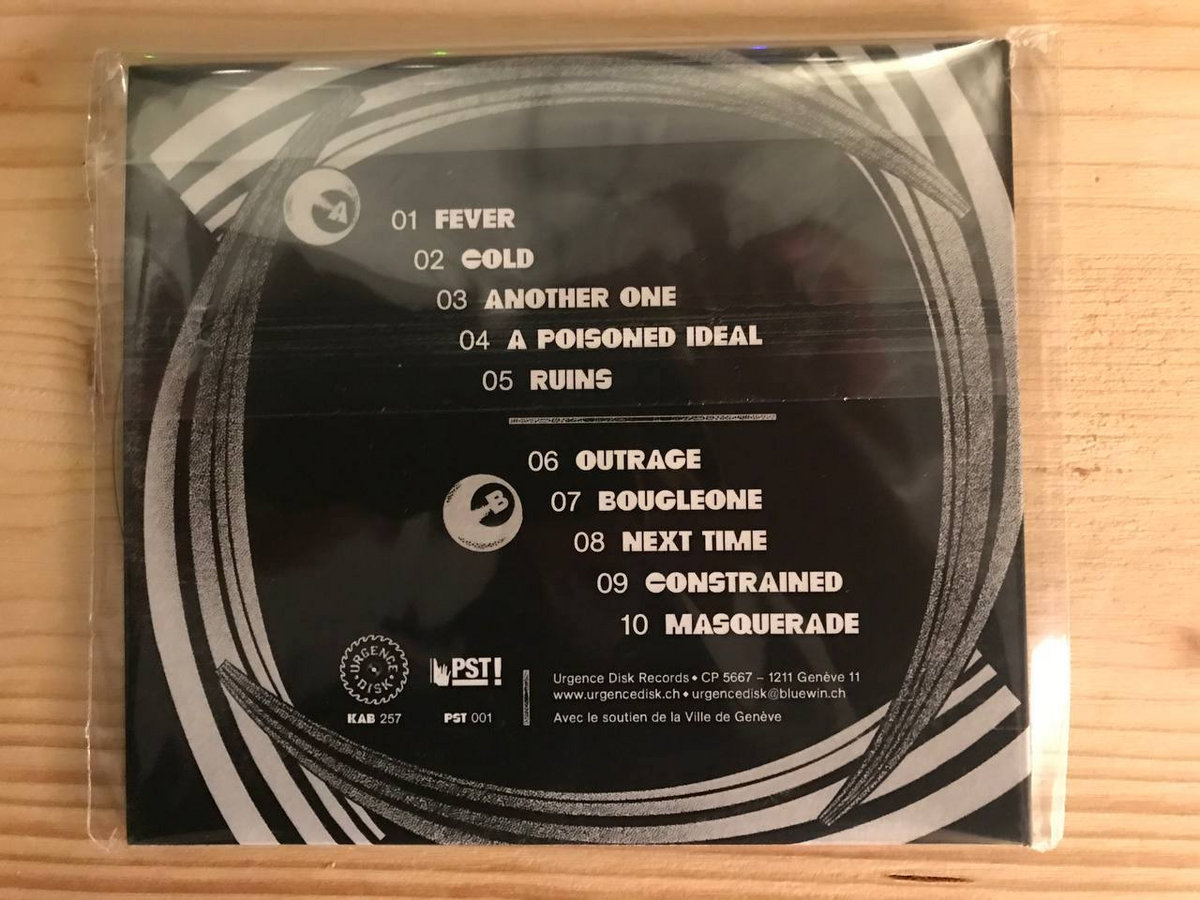 A
01 FEVER
02 COLD
03 ANOTHER ONE
04 A POISONED IDEAL
05 RUINS
06 OUTRAGE
B
07 BOUGLEONE
08 NEXT TIME
09 CONSTRAINED
10 MASQUERADE
URGENCE DISK
PST!
KAB 257
PST 001
Urgence Disk Records ◆ CP 5667 – 1211 Genève 11
www.urgencedisk.ch ◆ urgencedisk@bluewin.ch
Avec le soutien de la Ville de Genève